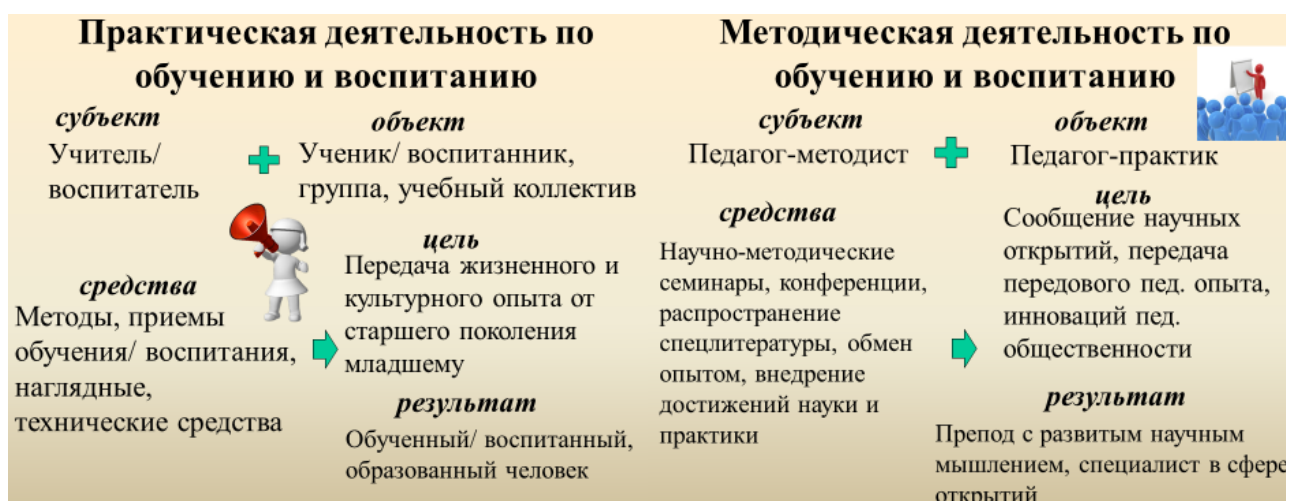 Практическая деятельность по
обучению и воспитанию
субъект
Учитель/
воспитатель
объект
Ученик/ воспитанник,
группа, учебный коллектив
средства
Методы, приемы
обучения/ воспитания,
наглядные,
технические средства
цель
Передача жизненного и
культурного опыта от
старшего поколения
младшему
результат
Обученный/ воспитанный,
образованный человек
Методическая деятельность по
обучению и воспитанию
субъект
Педагог-методист
объект
Педагог-практик
средства
Научно-методические
семинары, конференции,
распространение
спецлитературы, обмен
опытом, внедрение
достижений науки и
практики
цель
Сообщение научных
открытий, передача
передового пед. опыта,
инноваций пед.
общественности
результат
Препод с развитым научным
мышлением, специалист в сфере
открытий